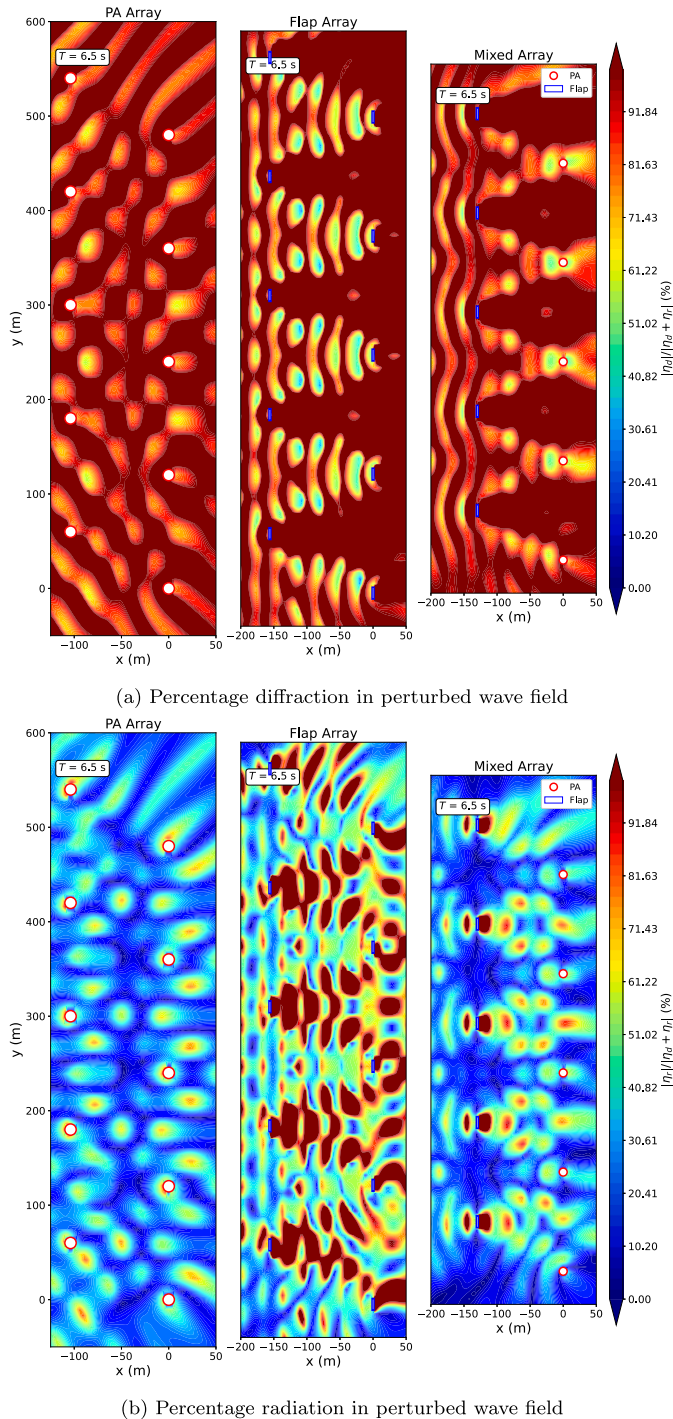 PA Array
Flap Array
Mixed Array
T = 6.5 s
T = 6.5 s
T = 6.5 s
PA
Flap
600
500
400
300
200
100
0
y (m)
−100
−50
0
50
x (m)
−200
−150
−100
−50
0
50
x (m)
−200
−150
−100
−50
0
50
x (m)
91.84
81.63
71.43
61.22
51.02
40.82
30.61
20.41
10.20
0.00
|η_d|/|η_d + η_r| (%)
(a) Percentage diffraction in perturbed wave field
PA Array
Flap Array
Mixed Array
T = 6.5 s
T = 6.5 s
T = 6.5 s
PA
Flap
600
500
400
300
200
100
0
y (m)
−100
−50
0
50
x (m)
−200
−150
−100
−50
0
50
x (m)
−200
−150
−100
−50
0
50
x (m)
91.84
81.63
71.43
61.22
51.02
40.82
30.61
20.41
10.20
0.00
|η_r|/|η_d + η_r| (%)
(b) Percentage radiation in perturbed wave field